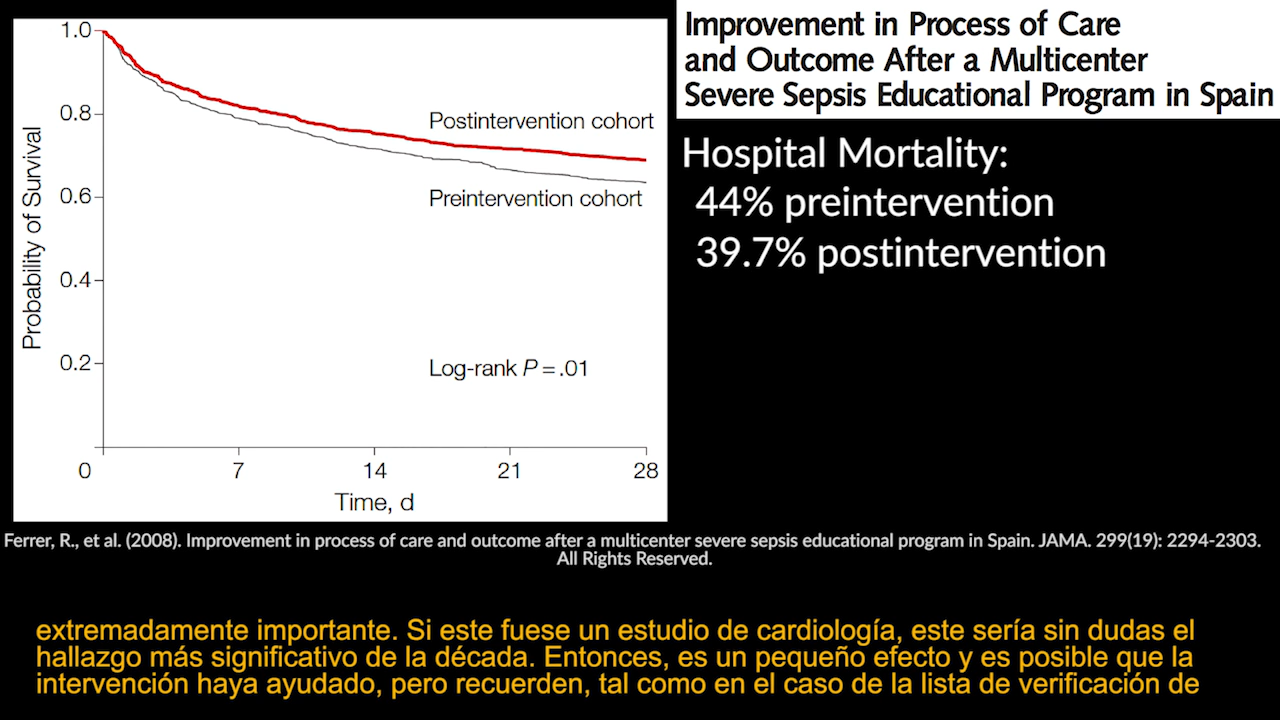 Improvement in Process of Care
and Outcome After a Multicenter
Severe Sepsis Educational Program in Spain
Hospital Mortality:
44% preintervention
39.7% postintervention
1.0
0.8
0.6
0.4
0.2
Probability of Survival
Postintervention cohort
Preintervention cohort
Log-rank P = .01
0 7 14 21 28
Time, d
Ferrer, R., et al. (2008). Improvement in process of care and outcome after a multicenter severe sepsis educational program in Spain. JAMA. 299(19): 2294-2303.
All Rights Reserved.
extremadamente importante. Si este fuese un estudio de cardiología, este sería sin dudas el
hallazgo más significativo de la década. Entonces, es un pequeño efecto y es posible que la
intervención haya ayudado, pero recuerden, tal como en el caso de la lista de verificación de